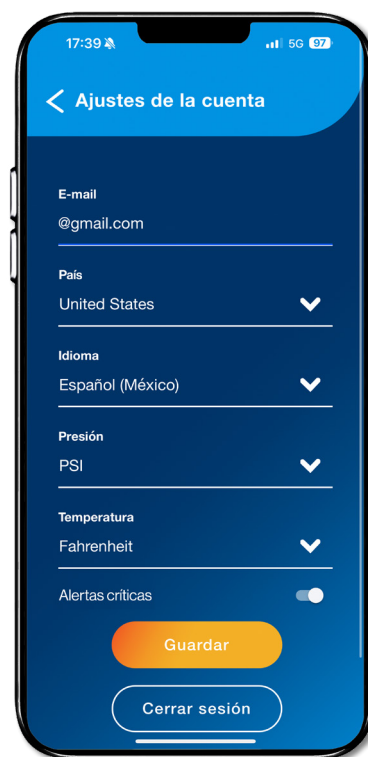 17:39 5G 97
Ajustes de la cuenta
E-mail
@gmail.com
País
United States
Idioma
Español (México)
Presión
PSI
Temperatura
Fahrenheit
Alertas críticas
Guardar
Cerrar sesión